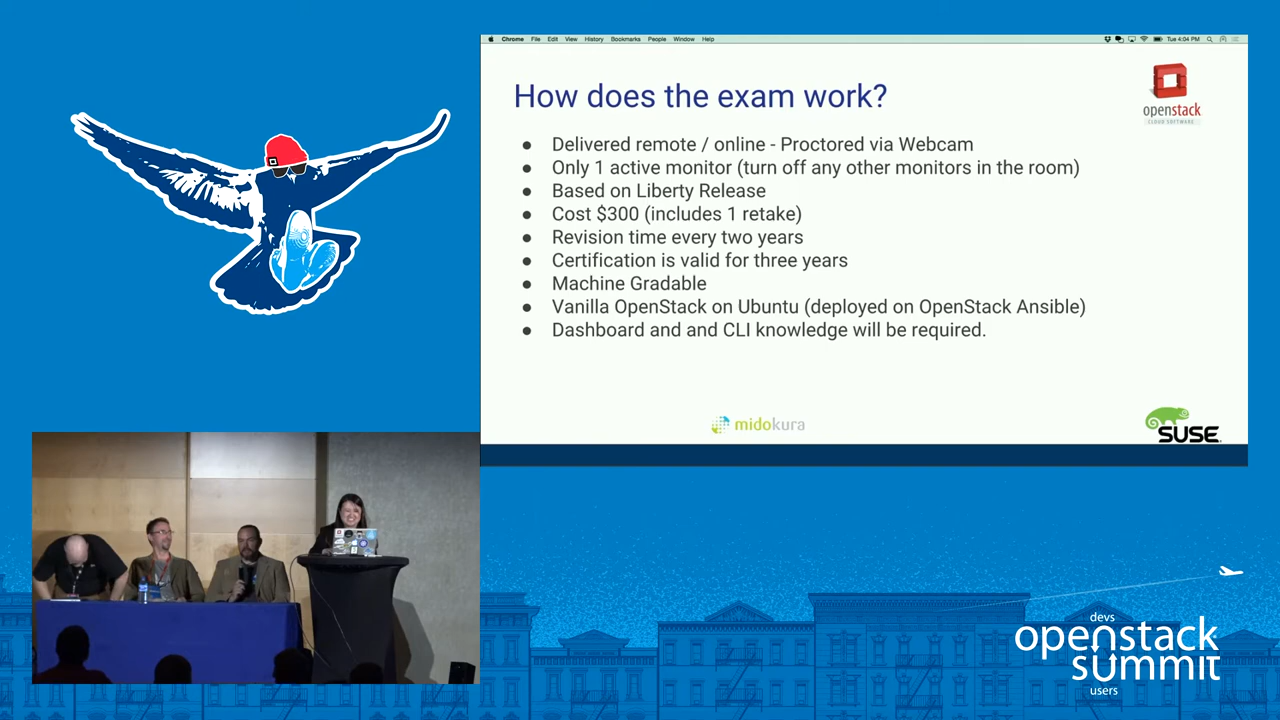 Chrome File Edit View History Bookmarks People Window Help
Tue 4:04 PM
How does the exam work?
openstack
CLOUD SOFTWARE
● Delivered remote / online - Proctored via Webcam
● Only 1 active monitor (turn off any other monitors in the room)
● Based on Liberty Release
● Cost $300 (includes 1 retake)
● Revision time every two years
● Certification is valid for three years
● Machine Gradable
● Vanilla OpenStack on Ubuntu (deployed on OpenStack Ansible)
● Dashboard and and CLI knowledge will be required.
midokura
SUSE
devs
openstack
summit
users